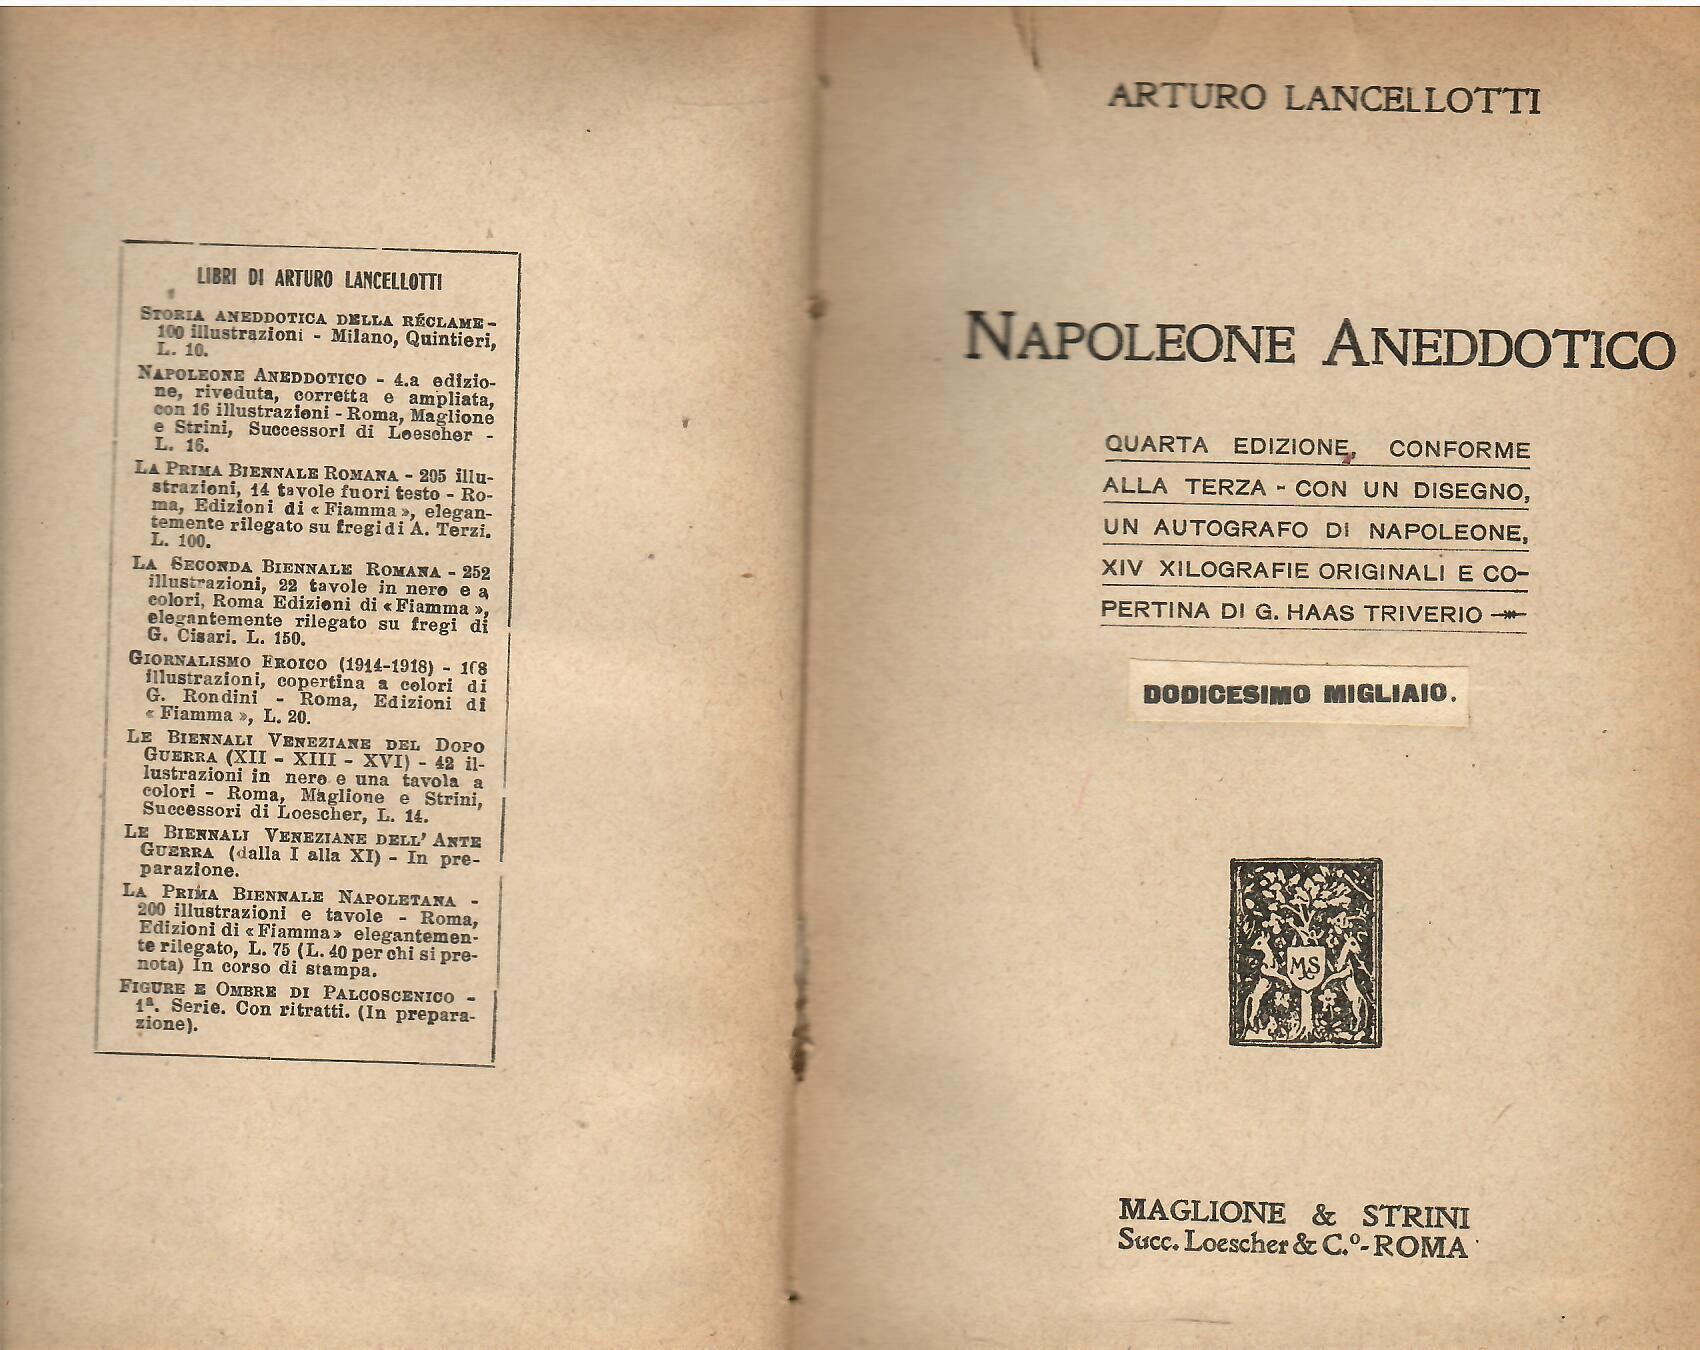 LIBRI DI ARTURO LANCELLOTTI
STORIA ANEDDOTICA DELLA RÉCLAME -
100 illustrazioni - Milano, Quintieri,
L. 10.
NAPOLEONE ANEDDOTICO - 4.a edizio-
ne, riveduta, corretta e ampliata,
con 16 illustrazioni - Roma, Maglione
e Strini, Successori di Loescher -
L. 16.
LA PRIMA BIENNALE ROMANA - 295 illu-
strazioni, 14 tavole fuori testo - Ro-
ma, Edizioni di « Fiamma », elegan-
temente rilegato su fregi di A. Terzi.
L. 100.
LA SECONDA BIENNALE ROMANA - 252
illustrazioni, 22 tavole in nero e a
colori, Roma Edizioni di « Fiamma »,
elegantemente rilegato su fregi di
G. Cisari. L. 150.
GIORNALISMO EROICO (1914-1918) - 168
illustrazioni, copertina a colori di
G. Rondini - Roma, Edizioni di
« Fiamma », L. 20.
LE BIENNALI VENEZIANE DEL DOPO
GUERRA (XII - XIII - XVI) - 42 il-
lustrazioni in nero e una tavola a
colori - Roma, Maglione e Strini,
Successori di Loescher, L. 14.
LE BIENNALI VENEZIANE DELL' ANTE
GUERRA (dalla I alla XI) - In pre-
parazione.
LA PRIMA BIENNALE NAPOLETANA -
200 illustrazioni e tavole - Roma,
Edizioni di « Fiamma » elegantemen-
te rilegato, L. 75 (L. 40 per chi si pre-
nota) In corso di stampa.
FIGURE E OMBRE DI PALCOSCENICO -
1ª. Serie. Con ritratti. (In prepara-
zione).
ARTURO LANCELLOTTI
NAPOLEONE ANEDDOTICO
QUARTA EDIZIONE, CONFORME
ALLA TERZA - CON UN DISEGNO,
UN AUTOGRAFO DI NAPOLEONE,
XIV XILOGRAFIE ORIGINALI E CO-
PERTINA DI G. HAAS TRIVERIO
DODICESIMO MIGLIAIO.
MS
MAGLIONE & STRINI
Succ. Loescher & C.º - ROMA